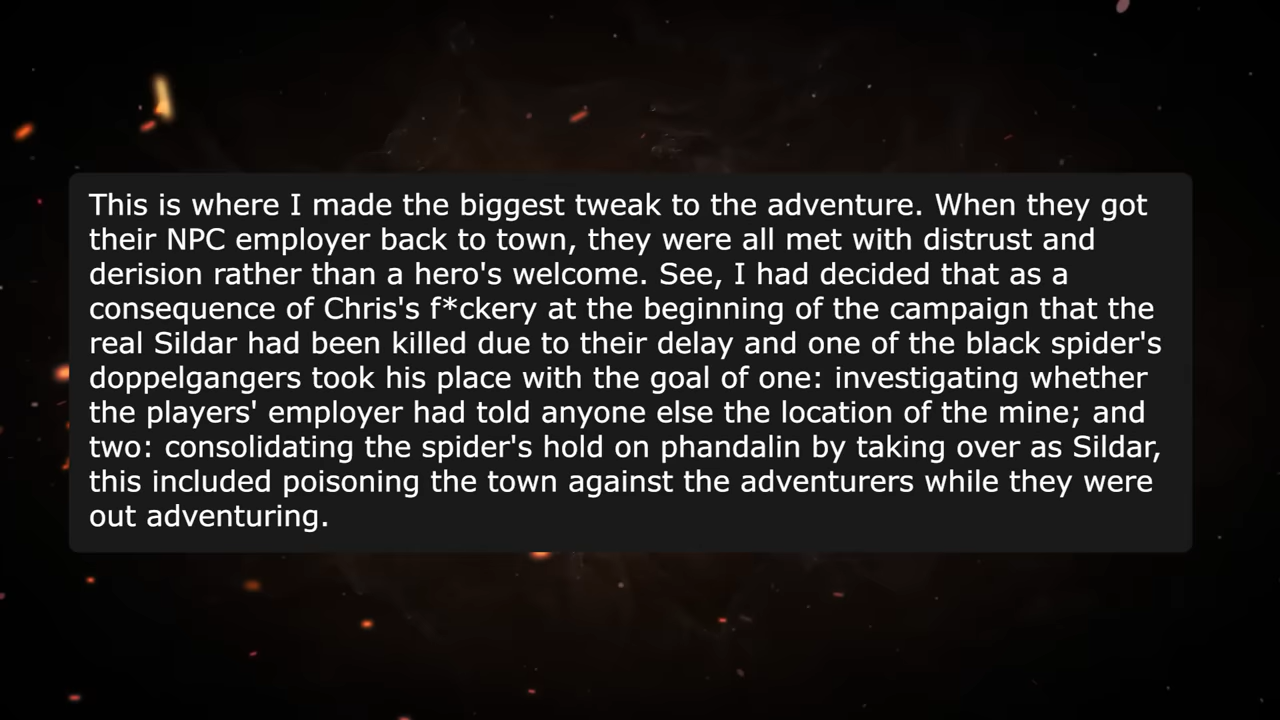 This is where I made the biggest tweak to the adventure. When they got
their NPC employer back to town, they were all met with distrust and
derision rather than a hero's welcome. See, I had decided that as a
consequence of Chris's f*ckery at the beginning of the campaign that the
real Sildar had been killed due to their delay and one of the black spider's
doppelgangers took his place with the goal of one: investigating whether
the players' employer had told anyone else the location of the mine; and
two: consolidating the spider's hold on phandalin by taking over as Sildar,
this included poisoning the town against the adventurers while they were
out adventuring.